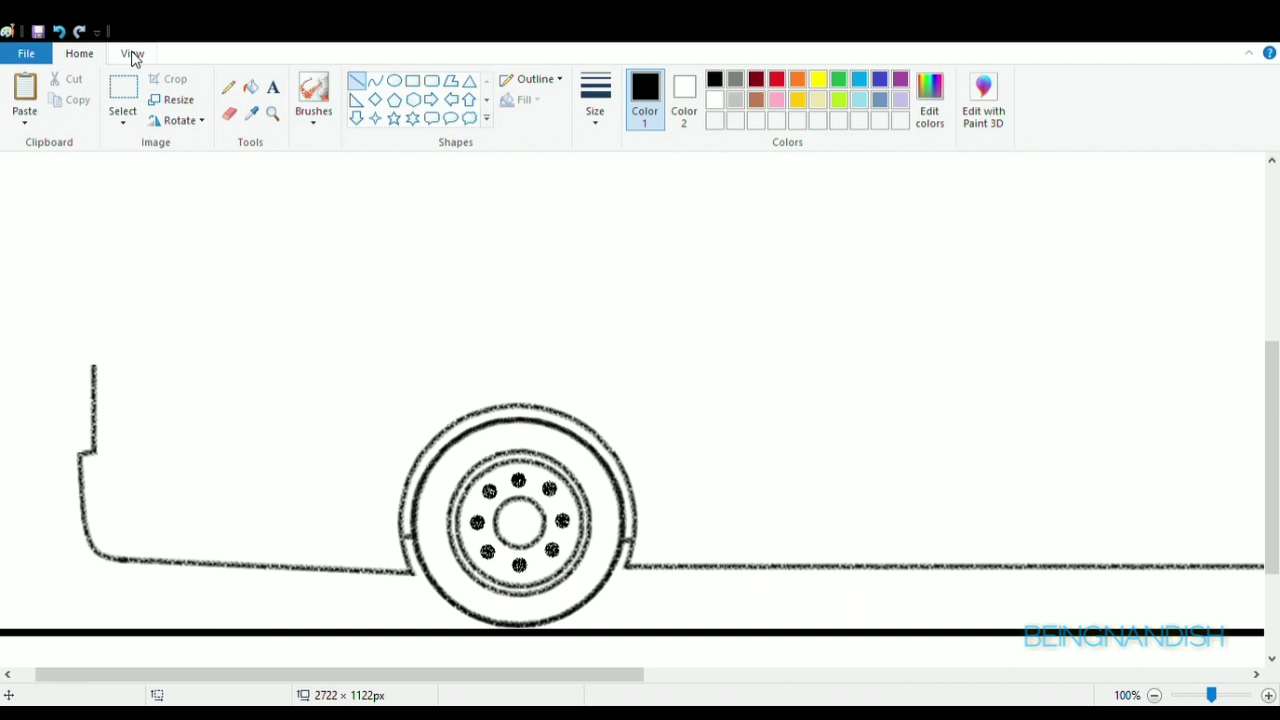 File Home View
Paste Cut Copy
Select Crop Resize Rotate
Brushes
Outline Fill
Size
Color 1 Color 2
Edit colors
Edit with Paint 3D
Clipboard Image Tools Shapes Colors
BEINGNANDISH
2722 × 1122px 100%